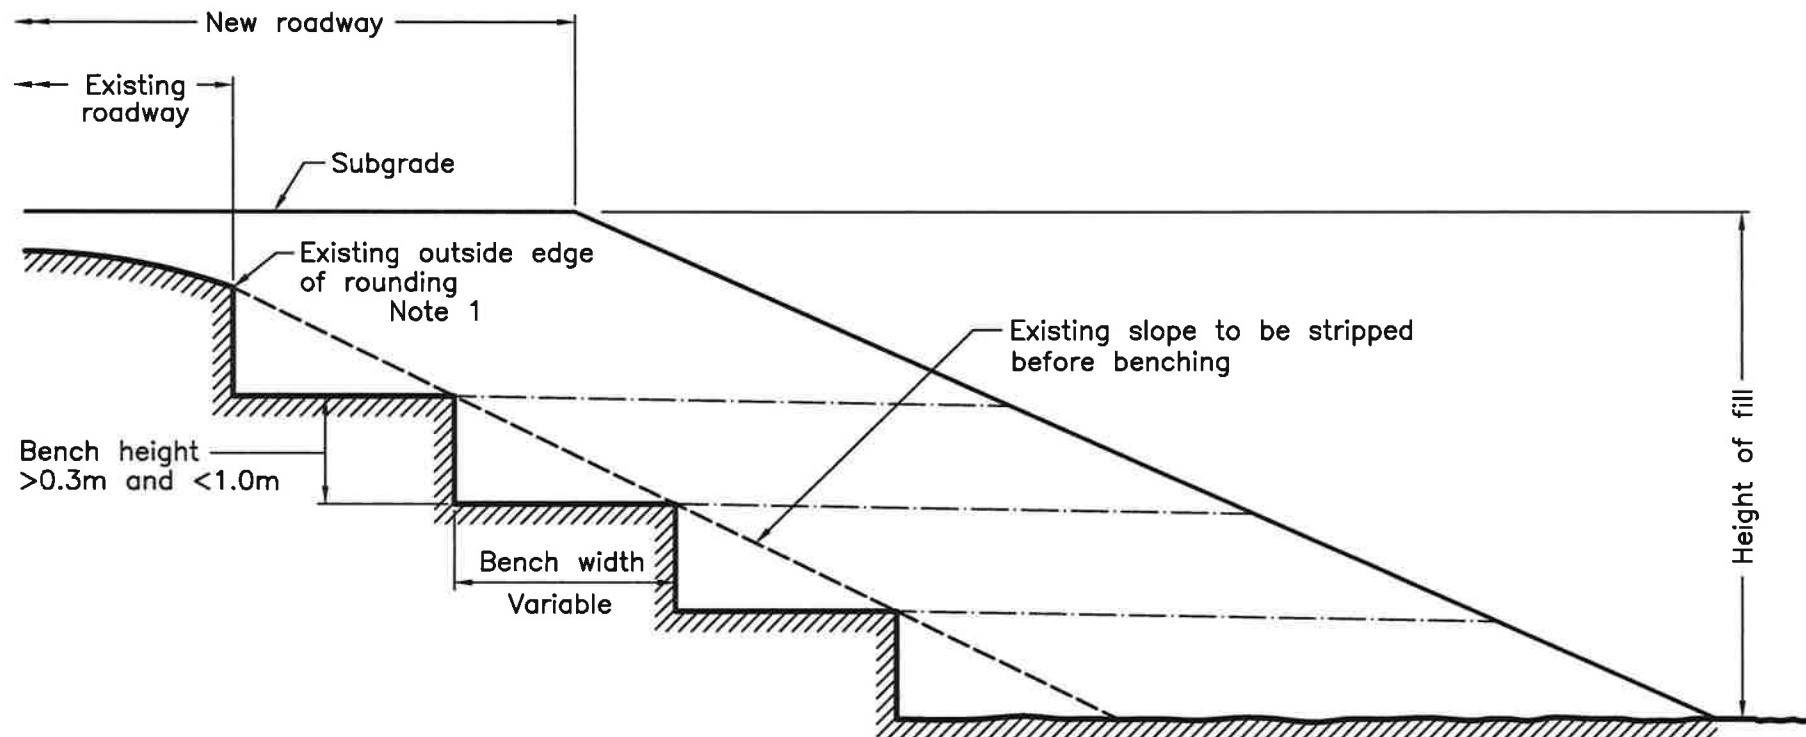 New roadway
Existing
roadway
Subgrade
Existing outside edge
of rounding
Note 1
Existing slope to be stripped
before benching
Bench height
>0.3m and <1.0m
Bench width
Variable
Height of fill